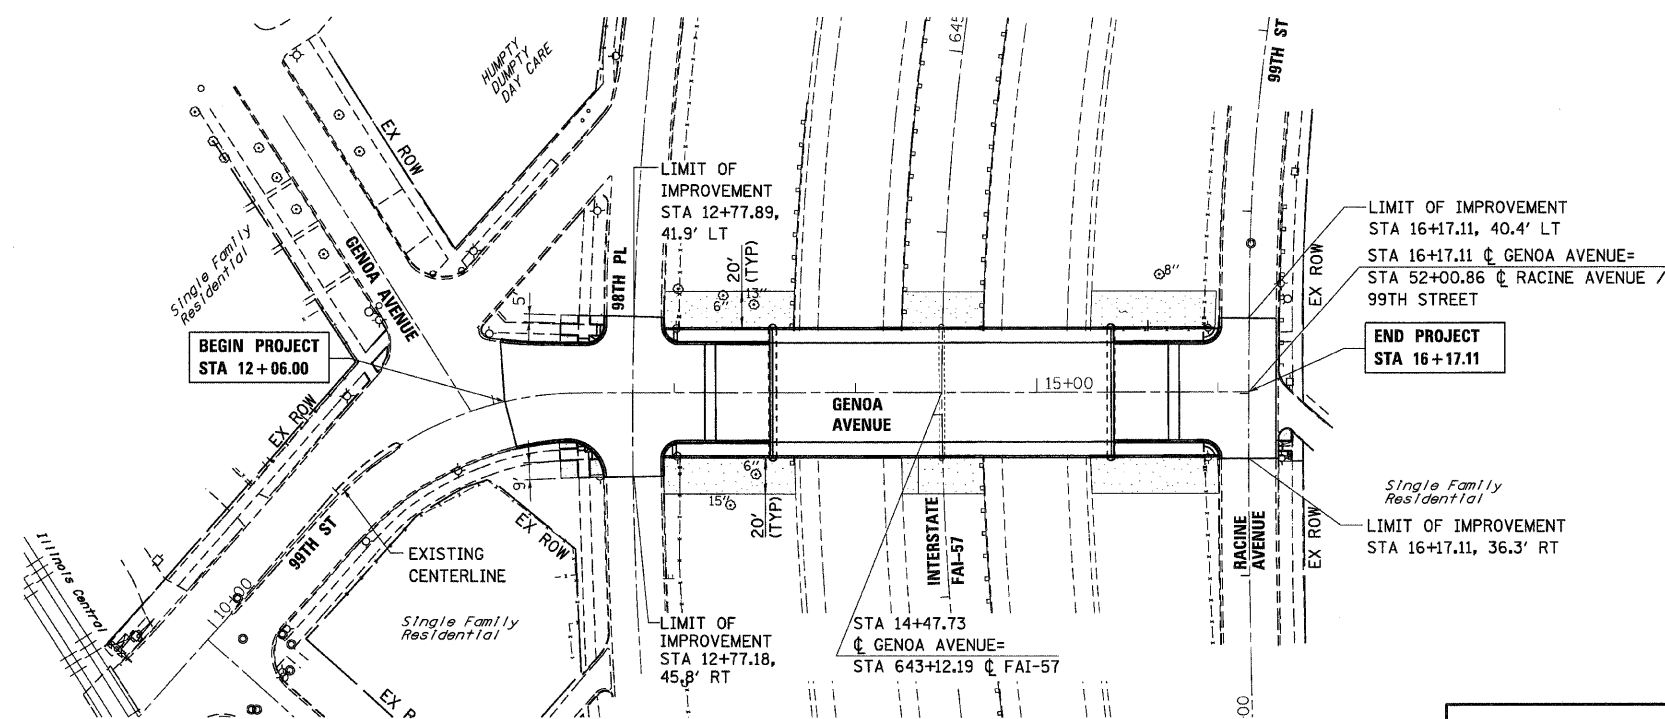 HUMPTY
DUMPTY
DAY CARE
EX ROW
GENOA AVENUE
Single Family
Residential
BEGIN PROJECT
STA 12+06.00
EX ROW
99TH ST
10+00
Illinois Central
EXISTING
CENTERLINE
Single Family
Residential
EX ROW
98TH PL
5'
9'
LIMIT OF
IMPROVEMENT
STA 12+77.89,
41.9' LT
20'
(TYP)
6"
8"
LIMIT OF
IMPROVEMENT
STA 12+77.18,
45.8' RT
6"
15"
20'
(TYP)
GENOA
AVENUE
15+00
INTERSTATE
FAI-57
STA 14+47.73
℄ GENOA AVENUE=
STA 643+12.19 ℄ FAI-57
99TH ST
LIMIT OF IMPROVEMENT
STA 16+17.11, 40.4' LT
STA 16+17.11 ℄ GENOA AVENUE=
STA 52+00.86 ℄ RACINE AVENUE /
99TH STREET
EX ROW
END PROJECT
STA 16+17.11
RACINE
AVENUE
EX ROW
Single Family
Residential
LIMIT OF IMPROVEMENT
STA 16+17.11, 36.3' RT